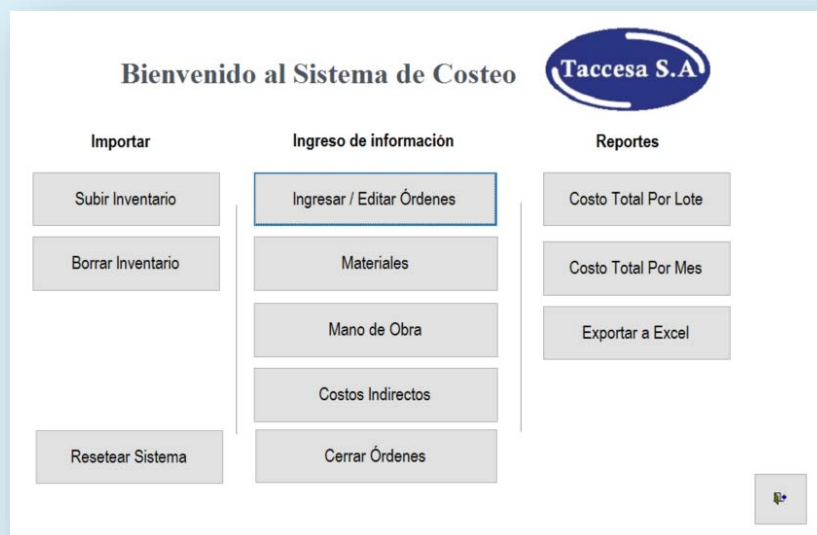 Bienvenido al Sistema de Costeo
Taccesa S.A
Importar
Subir Inventario
Borrar Inventario
Resetear Sistema
Ingreso de información
Ingresar / Editar Órdenes
Materiales
Mano de Obra
Costos Indirectos
Cerrar Órdenes
Reportes
Costo Total Por Lote
Costo Total Por Mes
Exportar a Excel